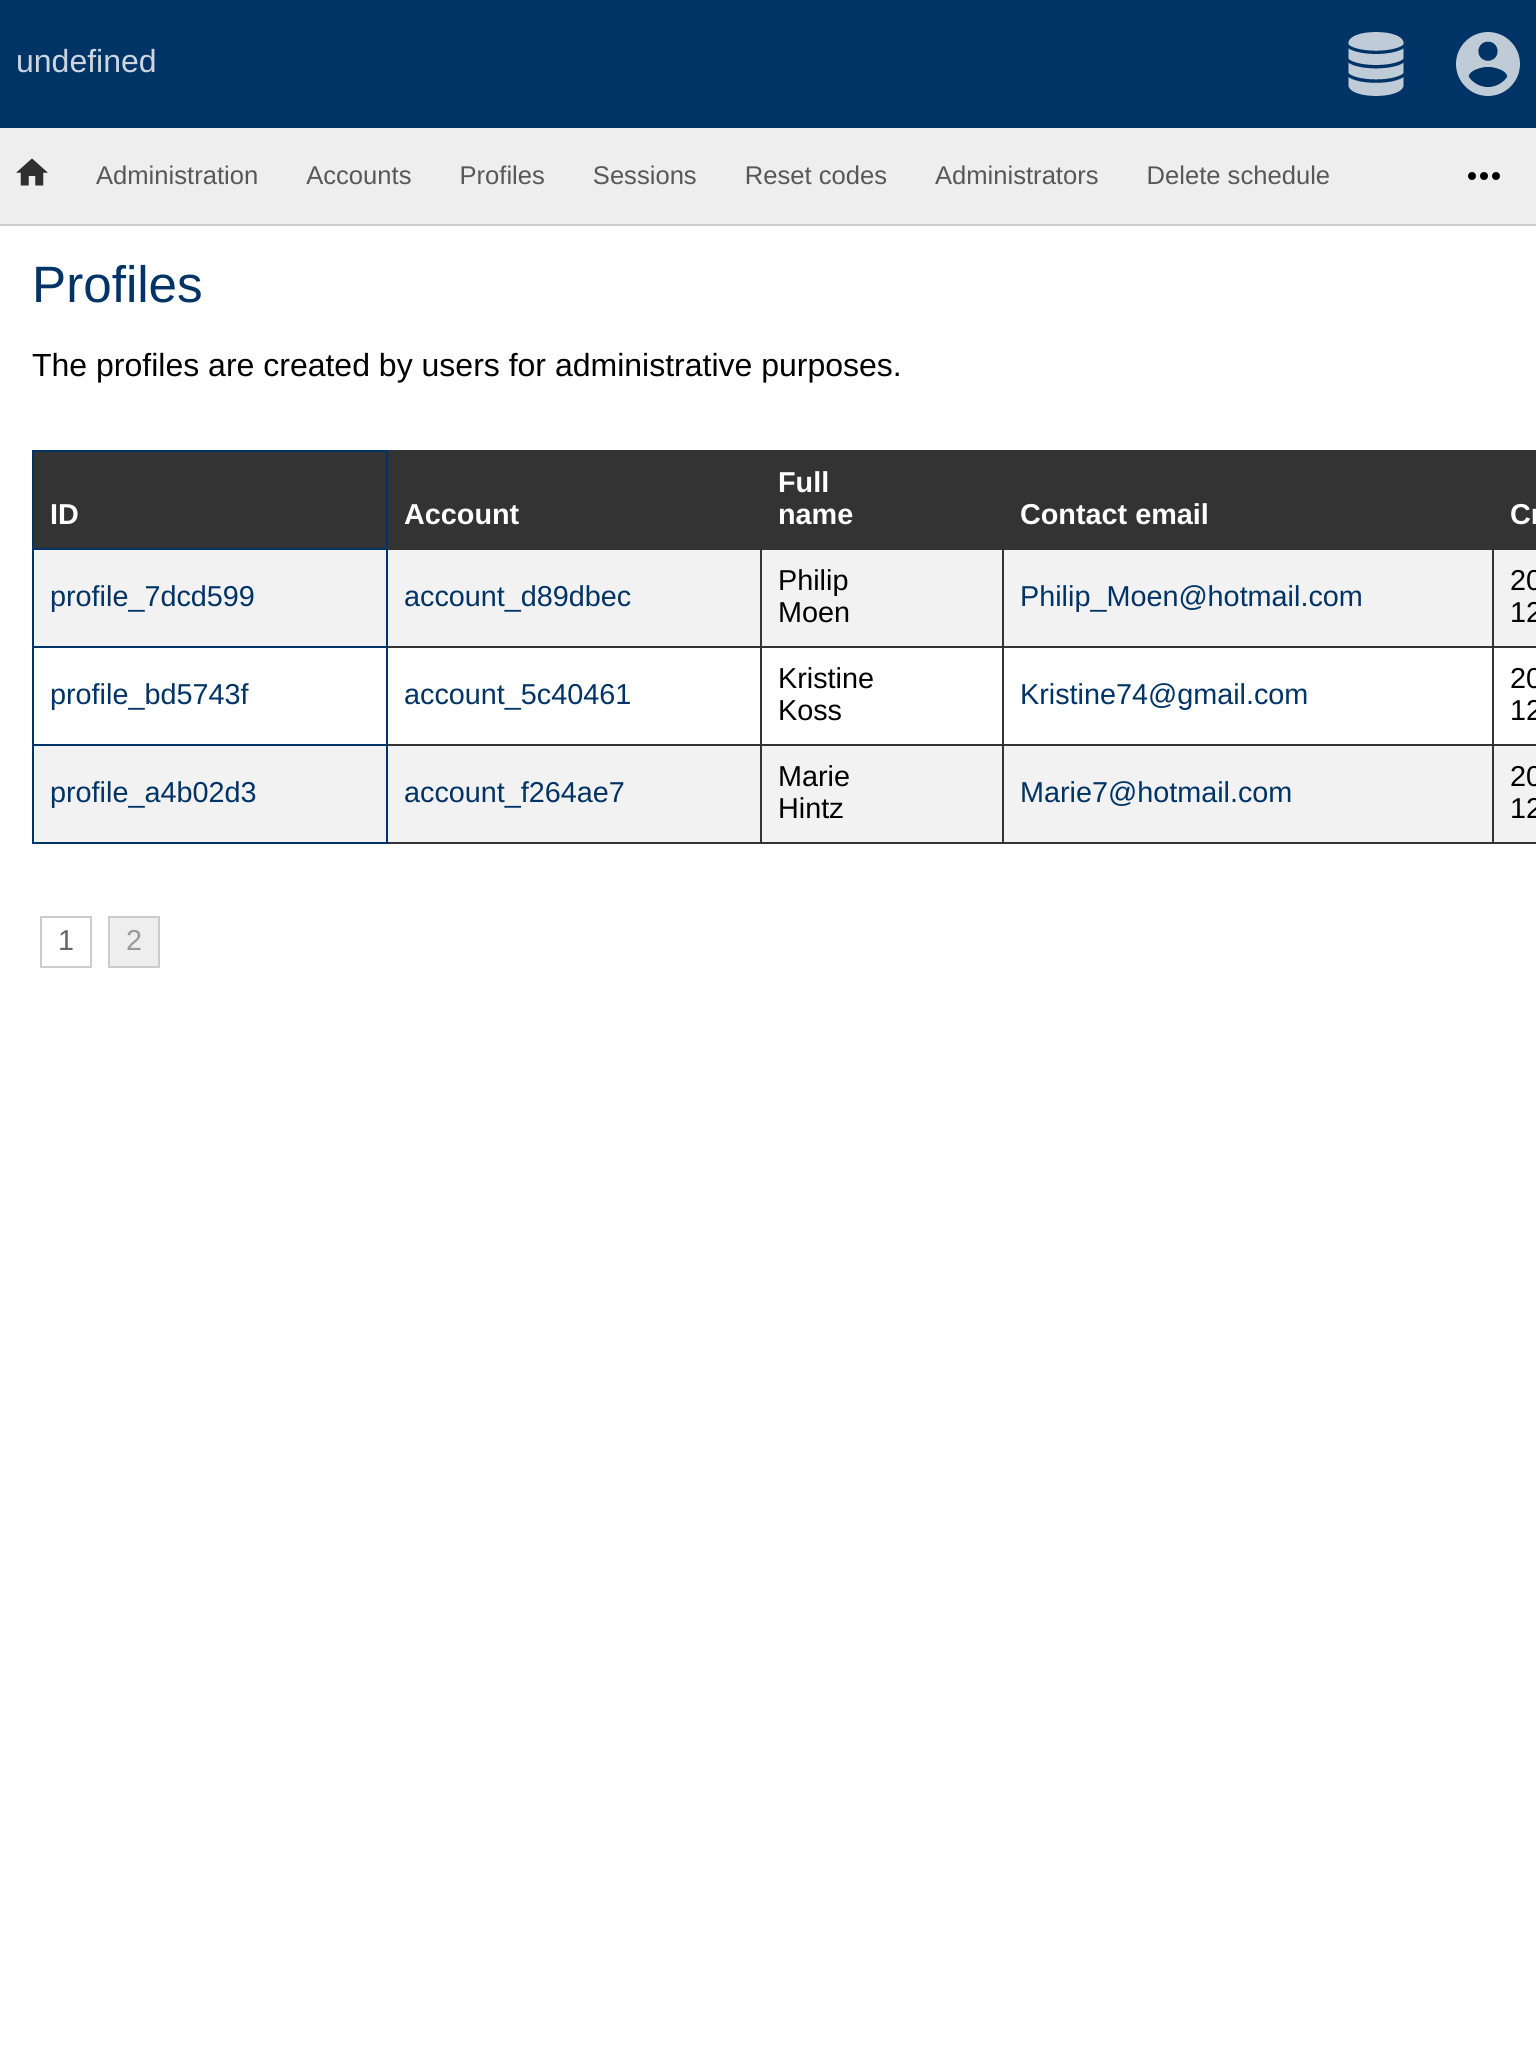 undefined
Administration Accounts Profiles Sessions Reset codes Administrators Delete schedule
Profiles
The profiles are created by users for administrative purposes.
ID Account Full name Contact email Cr
profile_7dcd599 account_d89dbec Philip Moen Philip_Moen@hotmail.com 20 12
profile_bd5743f account_5c40461 Kristine Koss Kristine74@gmail.com 20 12
profile_a4b02d3 account_f264ae7 Marie Hintz Marie7@hotmail.com 20 12
1 2